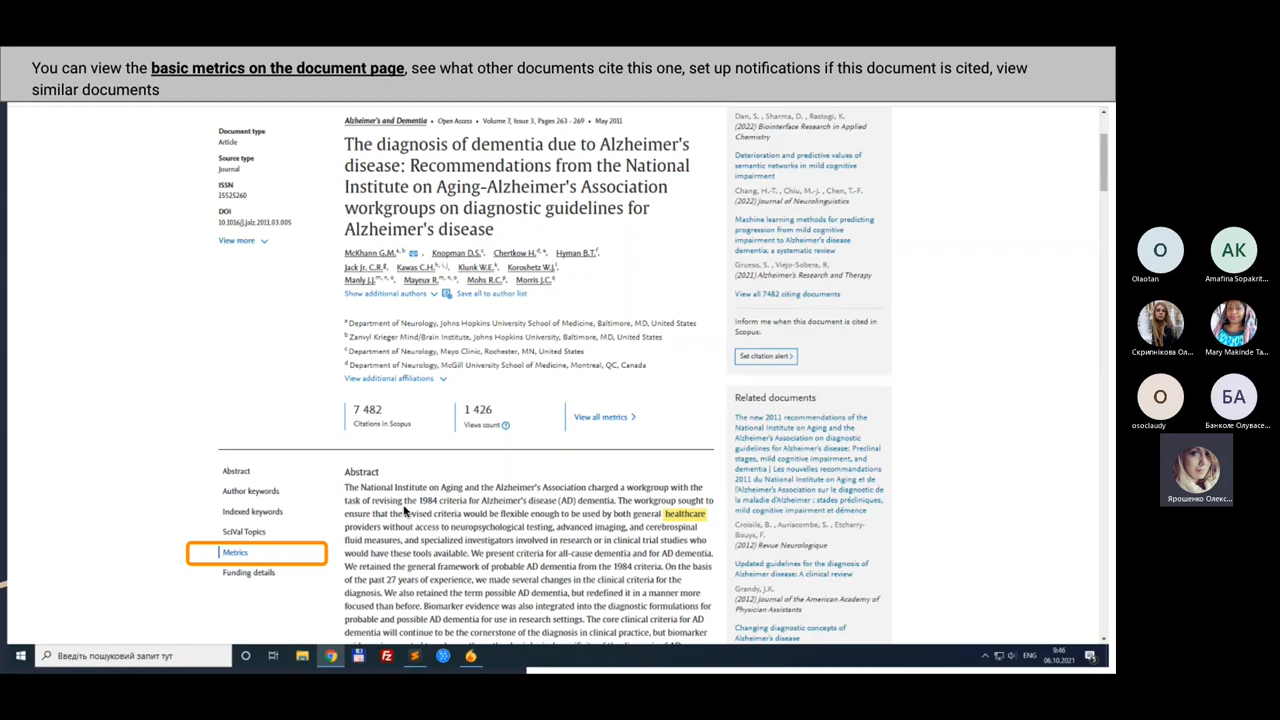 You can view the basic metrics on the document page, see what other documents cite this one, set up notifications if this document is cited, view
similar documents
Document type
Article
Source type
Journal
ISSN
15525260
DOI
10.1016/j.jalz.2011.03.005
View more
Alzheimer's and Dementia • Open Access • Volume 7, Issue 3, Pages 263 - 269 • May 2011
The diagnosis of dementia due to Alzheimer's
disease: Recommendations from the National
Institute on Aging-Alzheimer's Association
workgroups on diagnostic guidelines for
Alzheimer's disease
McKhann G.M.a, b Knopman D.S.c, Chertkow H.d, e Hyman B.T.f,
Jack Jr. C.R.g Kawas C.H.h, i, j Klunk W.E.k Koroshetz W.J.l,
Manly J.J.m, n, o Mayeux R.m, n, o Mohs R.C.p Morris J.C.q
Show additional authors Save all to author list
a Department of Neurology, Johns Hopkins University School of Medicine, Baltimore, MD, United States
b Zanvyl Krieger Mind/Brain Institute, Johns Hopkins University, Baltimore, MD, United States
c Department of Neurology, Mayo Clinic, Rochester, MN, United States
d Department of Neurology, McGill University School of Medicine, Montreal, QC, Canada
View additional affiliations
7 482
Citations in Scopus
1 426
Views count
View all metrics
Abstract
Author keywords
Indexed keywords
SciVal Topics
Metrics
Funding details
Abstract
The National Institute on Aging and the Alzheimer's Association charged a workgroup with the
task of revising the 1984 criteria for Alzheimer's disease (AD) dementia. The workgroup sought to
ensure that the revised criteria would be flexible enough to be used by both general healthcare
providers without access to neuropsychological testing, advanced imaging, and cerebrospinal
fluid measures, and specialized investigators involved in research or in clinical trial studies who
would have these tools available. We present criteria for all-cause dementia and for AD dementia.
We retained the general framework of probable AD dementia from the 1984 criteria. On the basis
of the past 27 years of experience, we made several changes in the clinical criteria for the
diagnosis. We also retained the term possible AD dementia, but redefined it in a manner more
focused than before. Biomarker evidence was also integrated into the diagnostic formulations for
probable and possible AD dementia for use in research settings. The core clinical criteria for AD
dementia will continue to be the cornerstone of the diagnosis in clinical practice, but biomarker
Dan, S. , Sharma, D. , Rastogi, K.
(2022) Biointerface Research in Applied
Chemistry
Deterioration and predictive values of
semantic networks in mild cognitive
impairment
Chang, H.-T. , Chiu, M.-J. , Chen, T.-F.
(2022) Journal of Neurolinguistics
Machine learning methods for predicting
progression from mild cognitive
impairment to Alzheimer's disease
dementia: a systematic review
Grueso, S. , Viejo-Sobera, R.
(2021) Alzheimer's Research and Therapy
View all 7482 citing documents
Inform me when this document is cited in
Scopus:
Set citation alert
Related documents
The new 2011 recommendations of the
National Institute on Aging and the
Alzheimer's Association on diagnostic
guidelines for Alzheimer's disease: Preclinal
stages, mild cognitive impairment, and
dementia | Les nouvelles recommandations
2011 du National Institute on Aging et de
l'Alzheimer's Association sur le diagnostic de
la maladie d'Alzheimer : stades précliniques,
mild cognitive impairment et démence
Croisile, B. , Auriacombe, S. , Etcharry-
Bouyx, F.
(2012) Revue Neurologique
Updated guidelines for the diagnosis of
Alzheimer disease: A clinical review
Grandy, J.K.
(2012) Journal of the American Academy of
Physician Assistants
Changing diagnostic concepts of
Alzheimer's disease
Введіть пошуковий запит тут
ENG
9:46
06.10.2021
O
Olaotan
AK
Amafina Sopakrit...
Скрипнікова Ол...
Mary Makinde Ta...
O
osoclaudy
БА
Банколе Олувасе...
Ярошенко Олекс...